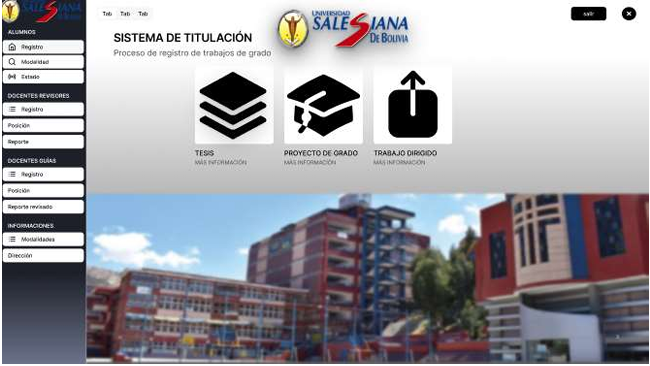 SALESIANA
DE BOLIVIA
ALUMNOS
Registro
Modalidad
Estado
DOCENTES REVISORES
Registro
Posición
Reporte
DOCENTES GUÍAS
Registro
Posición
Reporte revisado
INFORMACIONES
Modalidades
Dirección
Tab Tab Tab
UNIVERSIDAD
SALESIANA
DE BOLIVIA
salir
SISTEMA DE TITULACIÓN
Proceso de registro de trabajos de grado
TESIS
MÁS INFORMACIÓN
PROYECTO DE GRADO
MÁS INFORMACIÓN
TRABAJO DIRIGIDO
MÁS INFORMACIÓN